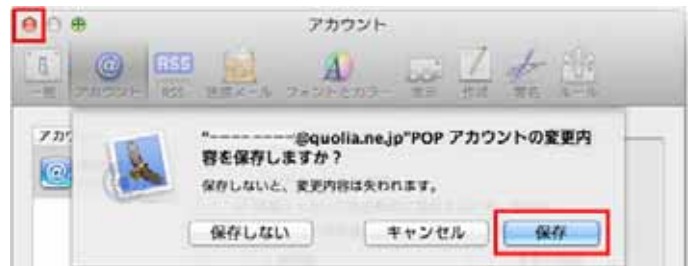 アカウント
一般
アカウント
RSS
RSS
迷惑メール
フォントとカラー
表示
作成
署名
ルール
アカウ
"--------@quolia.ne.jp"POP アカウントの変更内
容を保存しますか？
保存しないと、変更内容は失われます。
保存しない
キャンセル
保存